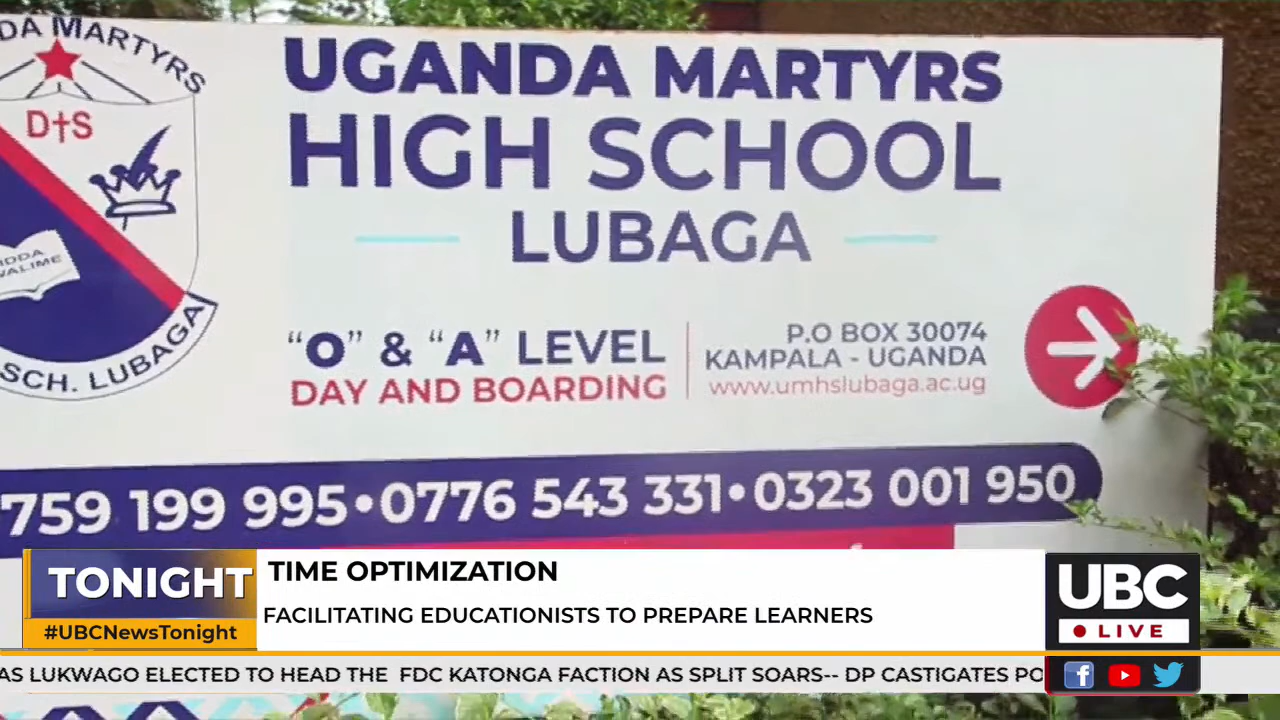 DA MARTYRS
D†S
IDDA
WALIME
SCH. LUBAGA
UGANDA MARTYRS
HIGH SCHOOL
LUBAGA
“O” & “A” LEVEL
DAY AND BOARDING
P.O BOX 30074
KAMPALA - UGANDA
www.umhslubaga.ac.ug
759 199 995•0776 543 331•0323 001 950
TONIGHT
#UBCNewsTonight
TIME OPTIMIZATION
FACILITATING EDUCATIONISTS TO PREPARE LEARNERS
UBC
LIVE
AS LUKWAGO ELECTED TO HEAD THE FDC KATONGA FACTION AS SPLIT SOARS-- DP CASTIGATES PO